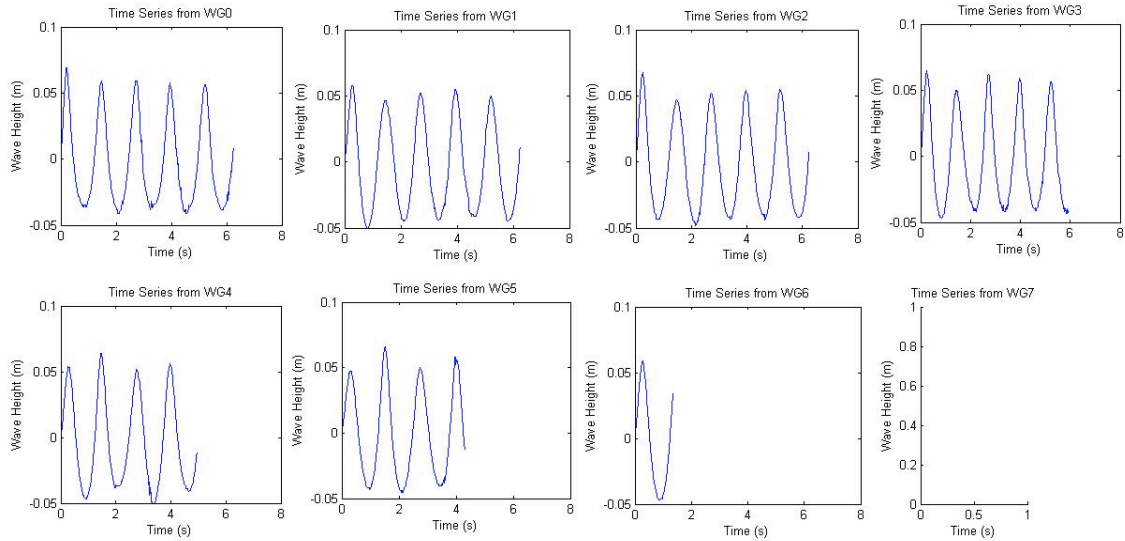 Time Series from WG0
0.1
0.05
0
-0.05
Wave Height (m)
0 2 4 6 8
Time (s)
Time Series from WG1
0.1
0.05
0
-0.05
Wave Height (m)
0 2 4 6 8
Time (s)
Time Series from WG2
0.1
0.05
0
-0.05
Wave Height (m)
0 2 4 6 8
Time (s)
Time Series from WG3
0.1
0.05
0
-0.05
Wave Height (m)
0 2 4 6 8
Time (s)
Time Series from WG4
0.1
0.05
0
-0.05
Wave Height (m)
0 2 4 6 8
Time (s)
Time Series from WG5
0.1
0.05
0
-0.05
Wave Height (m)
0 2 4 6 8
Time (s)
Time Series from WG6
0.1
0.05
0
-0.05
Wave Height (m)
0 2 4 6 8
Time (s)
Time Series from WG7
1
0.8
0.6
0.4
0.2
0
Wave Height (m)
0 0.5 1
Time (s)